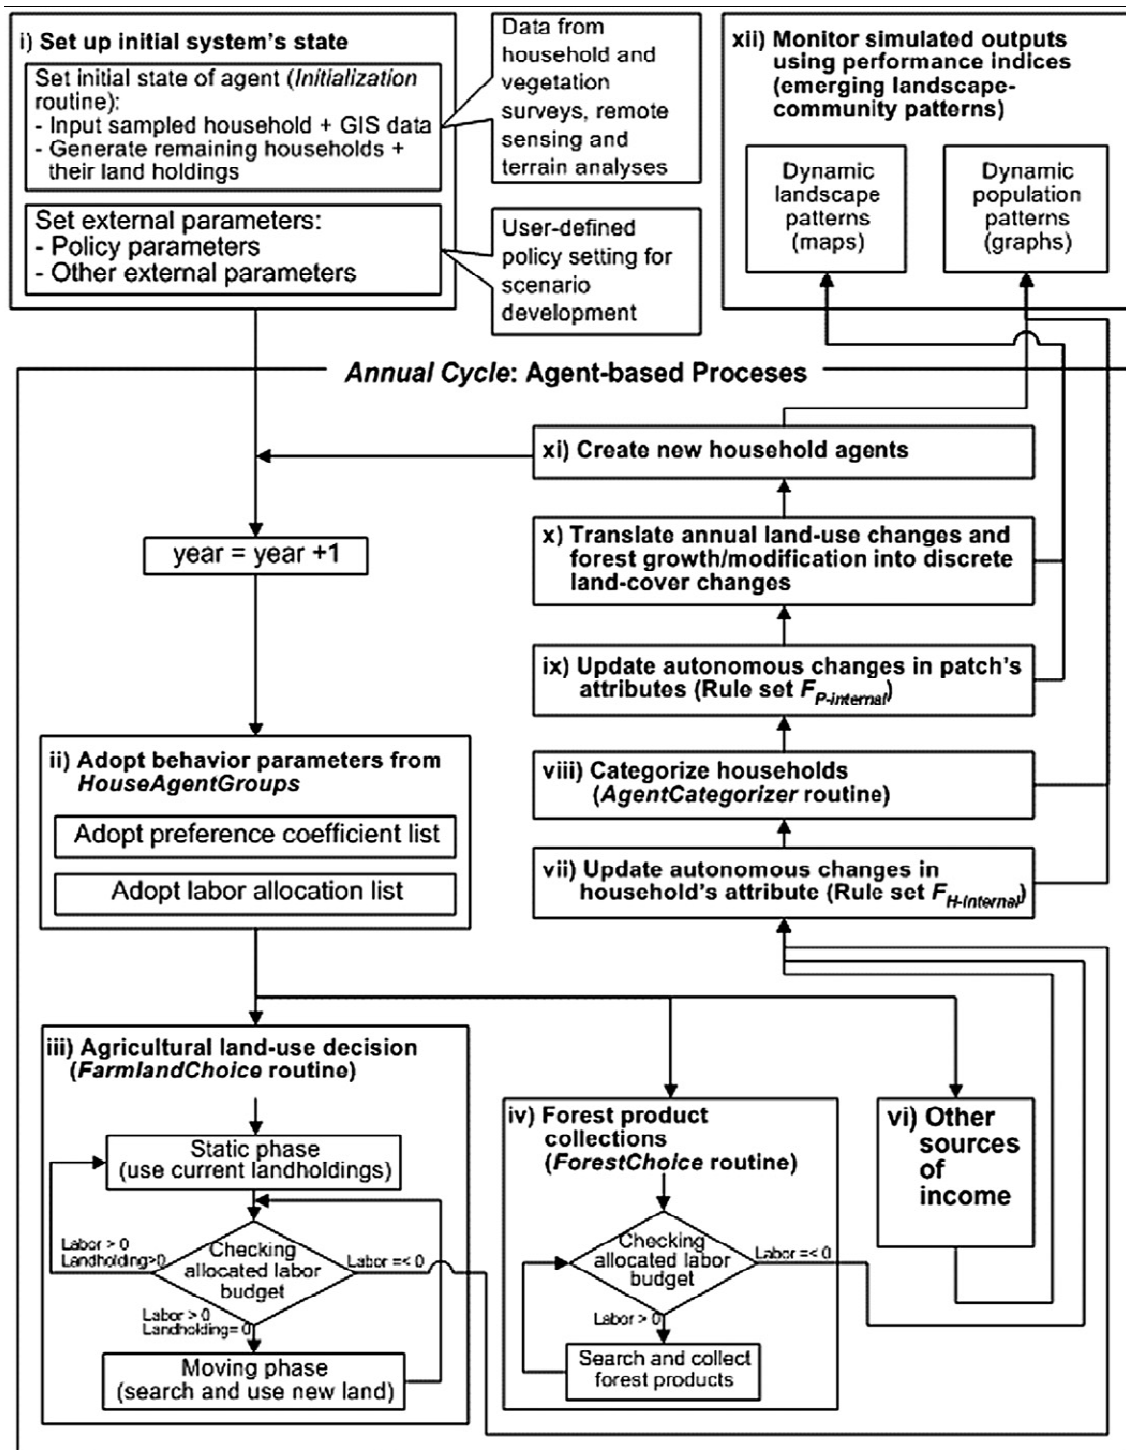 i) Set up initial system's state
Set initial state of agent (Initialization
routine):
- Input sampled household + GIS data
- Generate remaining households +
their land holdings
Set external parameters:
- Policy parameters
- Other external parameters
Data from
household and
vegetation
surveys, remote
sensing and
terrain analyses
User-defined
policy setting for
scenario
development
xii) Monitor simulated outputs
using performance indices
(emerging landscape-
community patterns)
Dynamic
landscape
patterns
(maps)
Dynamic
population
patterns
(graphs)
Annual Cycle: Agent-based Proceses
xi) Create new household agents
year = year +1
x) Translate annual land-use changes and
forest growth/modification into discrete
land-cover changes
ix) Update autonomous changes in patch's
attributes (Rule set F P-internal)
ii) Adopt behavior parameters from
HouseAgentGroups
Adopt preference coefficient list
Adopt labor allocation list
viii) Categorize households
(AgentCategorizer routine)
vii) Update autonomous changes in
household's attribute (Rule set F H-internal)
iii) Agricultural land-use decision
(FarmlandChoice routine)
Static phase
(use current landholdings)
Labor > 0
Landholding>0
Checking
allocated labor
budget
Labor =< 0
Labor > 0
Landholding= 0
Moving phase
(search and use new land)
iv) Forest product
collections
(ForestChoice routine)
Checking
allocated labor
budget
Labor =< 0
Labor > 0
Search and collect
forest products
vi) Other
sources
of
income